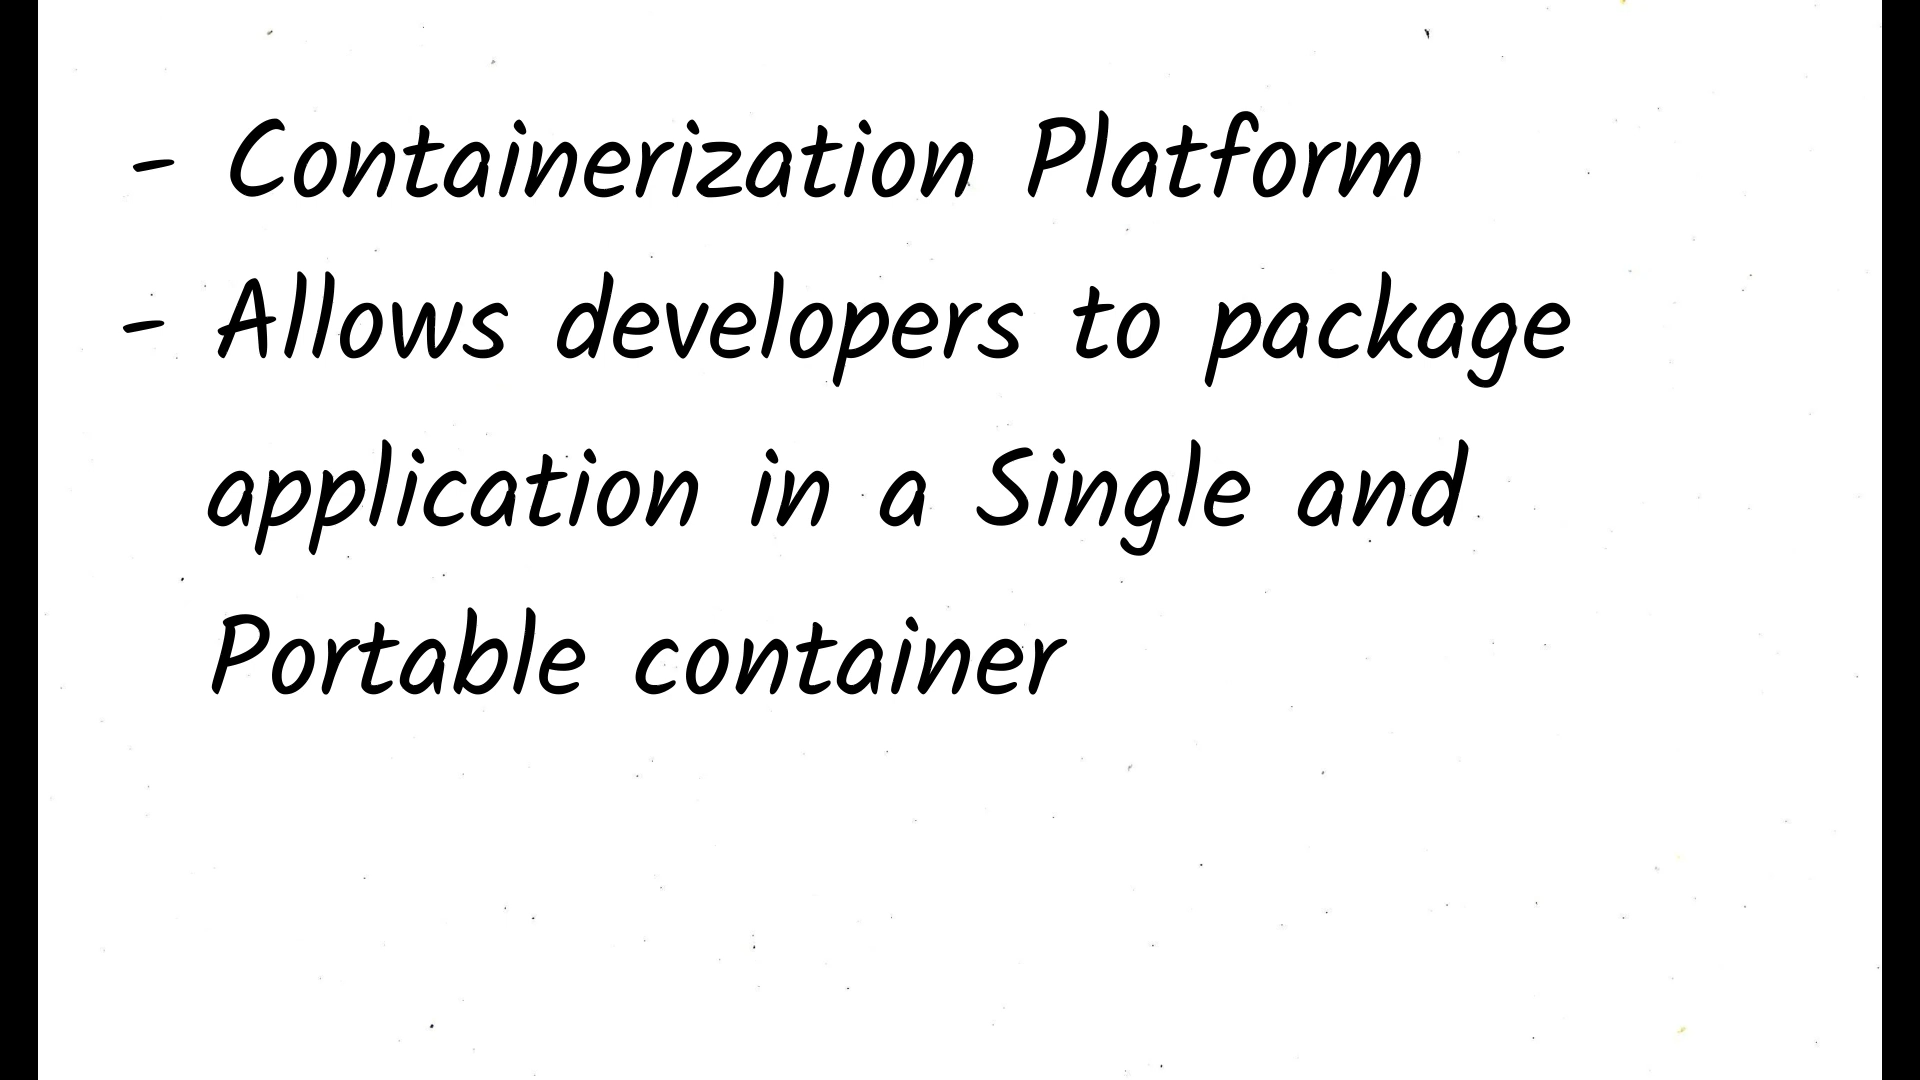 - Containerization Platform
- Allows developers to package
application in a Single and
Portable container